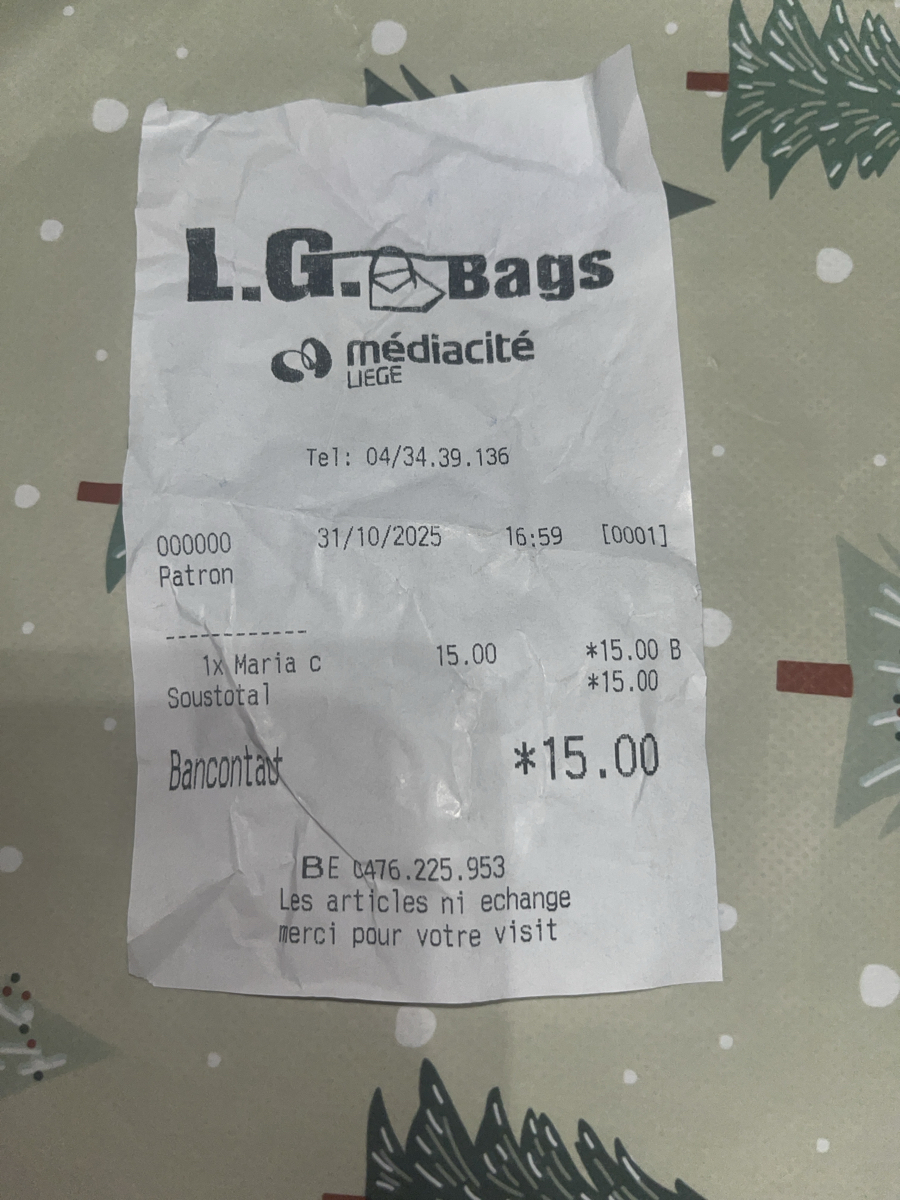 L.G. Bags
médiacité
LIEGE
Tel: 04/34.39.136
000000 31/10/2025 16:59 [0001]
Patron
------------
1x Maria c 15.00 *15.00 B
Soustotal *15.00
Bancontact *15.00
BE 0476.225.953
Les articles ni echange
merci pour votre visit